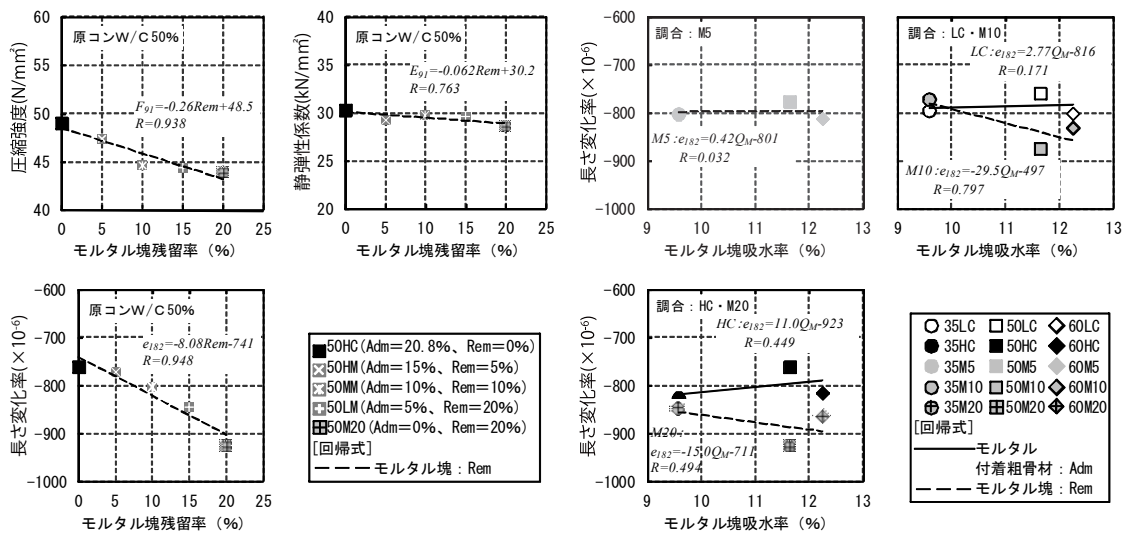 60
50
55
50
45
40
0
5
10
15
20
25
圧縮強度(N/mm²)
モルタル塊残留率 (%)
原コンW/C50%
F91=-0.26Rem+48.5
R=0.938
40
35
30
25
20
0
5
10
15
20
25
静弾性係数(kN/mm²)
モルタル塊残留率 (%)
原コンW/C50%
E91=-0.062Rem+30.2
R=0.763
-600
-700
-800
-900
-1000
9
10
11
12
13
長さ変化率(×10⁻⁶)
モルタル塊吸水率 (%)
調合：M5
M5:e182=0.42QM-801
R=0.032
-600
-700
-800
-900
-1000
9
10
11
12
13
モルタル塊吸水率 (%)
調合：LC・M10
LC:e182=2.77QM-816
R=0.171
M10:e182=-29.5QM-497
R=0.797
-600
-700
-800
-900
-1000
0
5
10
15
20
25
長さ変化率(×10⁻⁶)
モルタル塊残留率 (%)
原コンW/C50%
e182=-8.08Rem-741
R=0.948
50HC(Adm＝20.8%、Rem＝0%)
50HM(Adm＝15%、Rem＝5%)
50MM(Adm＝10%、Rem＝10%)
50LM(Adm＝5%、Rem＝20%)
50M20(Adm＝0%、Rem＝20%)
[回帰式]
モルタル塊：Rem
-600
-700
-800
-900
-1000
9
10
11
12
13
長さ変化率(×10⁻⁶)
モルタル塊吸水率 (%)
調合：HC・M20
HC:e182=11.0QM-923
R=0.449
M20:
e182=-15.0QM-711
R=0.494
35LC 50LC 60LC
35HC 50HC 60HC
35M5 50M5 60M5
35M10 50M10 60M10
35M20 50M20 60M20
[回帰式]
モルタル
付着粗骨材：Adm
モルタル塊：Rem